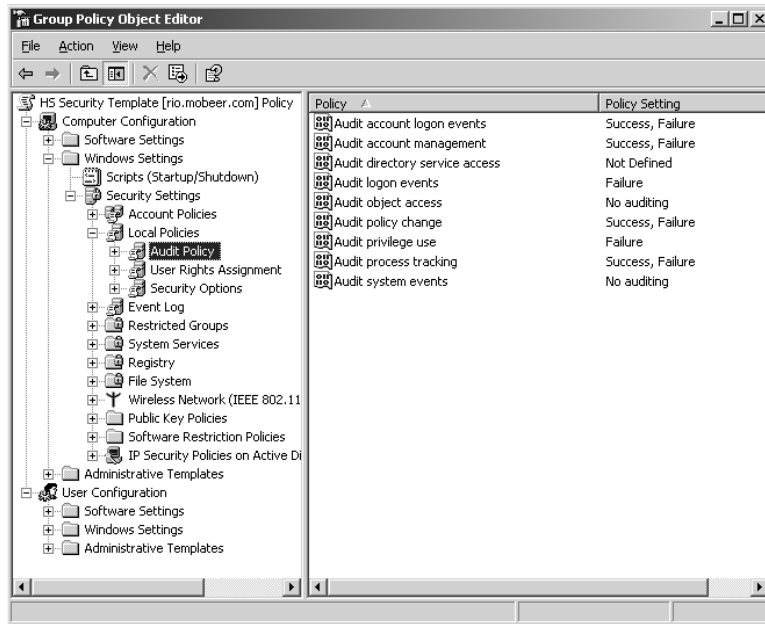 Group Policy Object Editor
File Action View Help
HS Security Template [rio.mobeer.com] Policy
Computer Configuration
Software Settings
Windows Settings
Scripts (Startup/Shutdown)
Security Settings
Account Policies
Local Policies
Audit Policy
User Rights Assignment
Security Options
Event Log
Restricted Groups
System Services
Registry
File System
Wireless Network (IEEE 802.11
Public Key Policies
Software Restriction Policies
IP Security Policies on Active Di
Administrative Templates
User Configuration
Software Settings
Windows Settings
Administrative Templates
Policy Policy Setting
Audit account logon events Success, Failure
Audit account management Success, Failure
Audit directory service access Not Defined
Audit logon events Failure
Audit object access No auditing
Audit policy change Success, Failure
Audit privilege use Failure
Audit process tracking Success, Failure
Audit system events No auditing